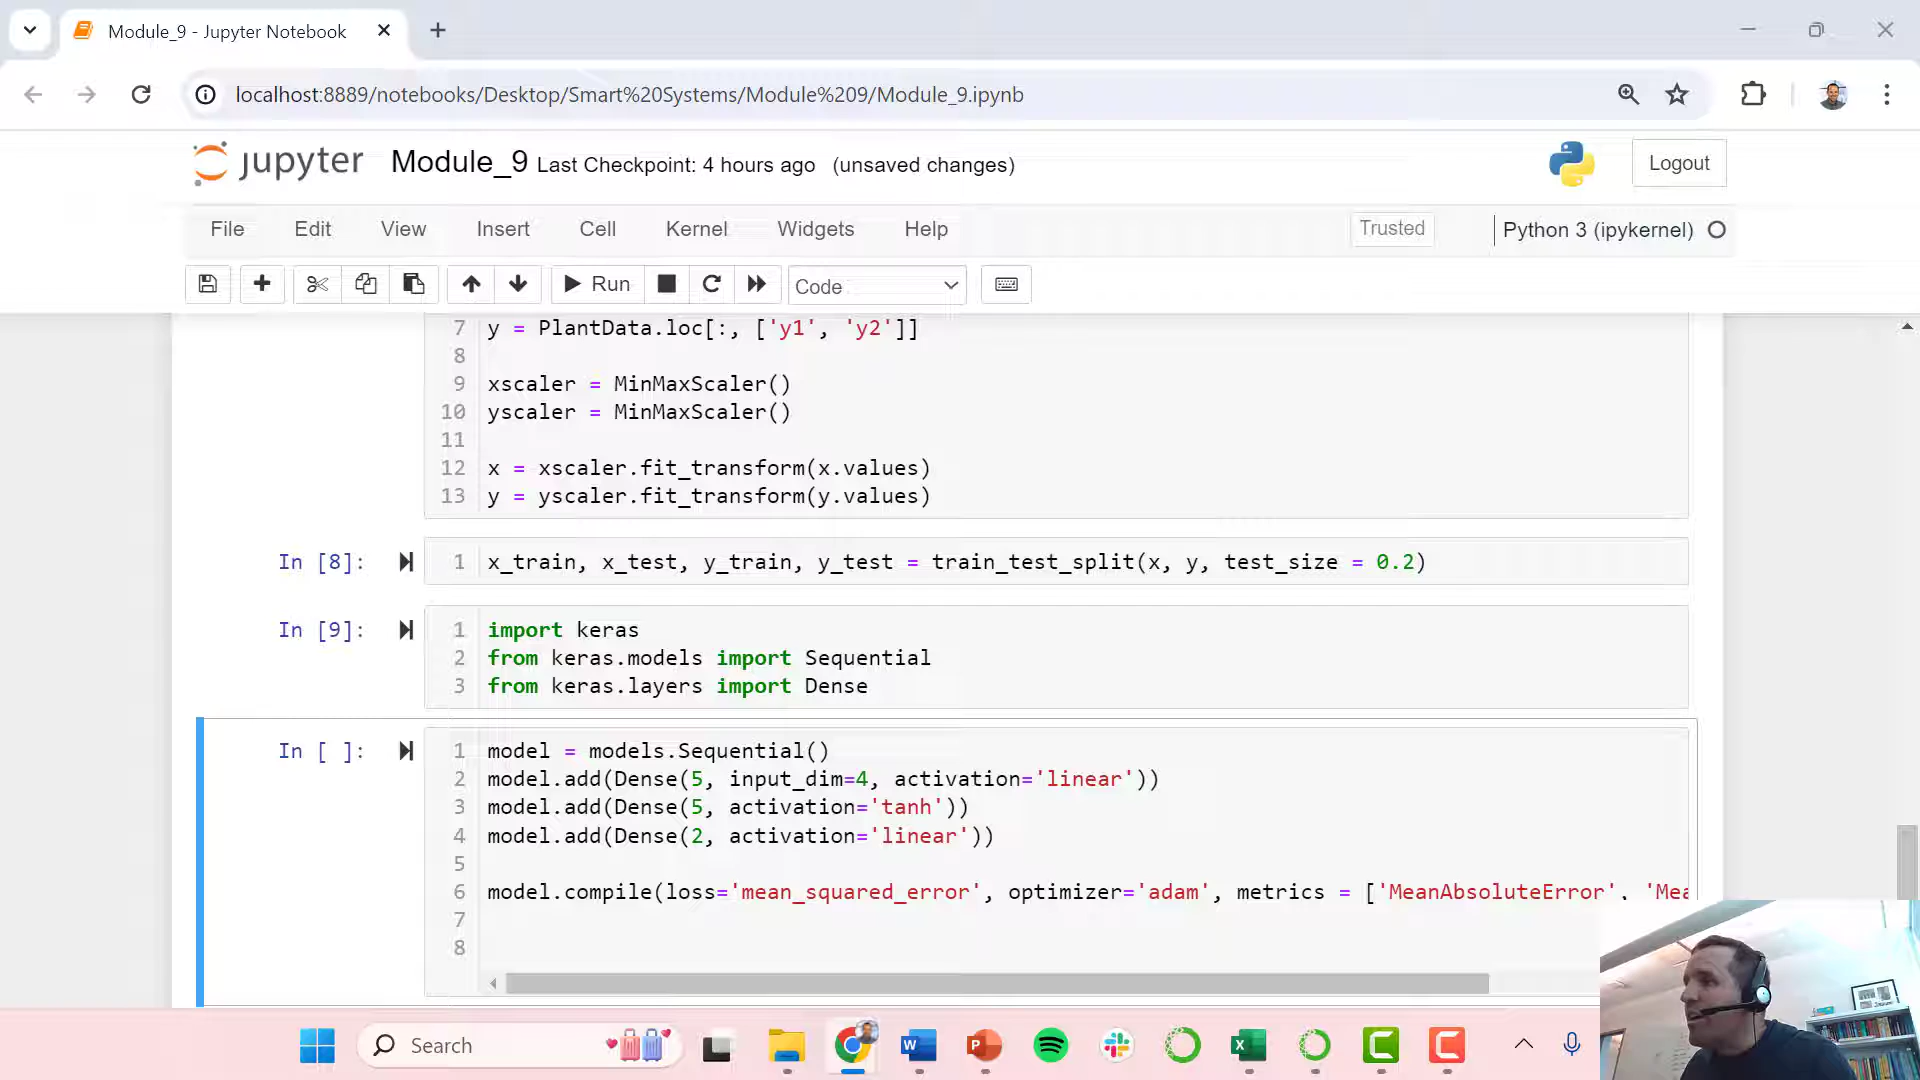 Module_9 - Jupyter Notebook
localhost:8889/notebooks/Desktop/Smart%20Systems/Module%209/Module_9.ipynb
jupyter Module_9 Last Checkpoint: 4 hours ago (unsaved changes) Logout
File Edit View Insert Cell Kernel Widgets Help Trusted Python 3 (ipykernel)
Run Code
7 y = PlantData.loc[:, ['y1', 'y2']]
8
9 xscaler = MinMaxScaler()
10 yscaler = MinMaxScaler()
11
12 x = xscaler.fit_transform(x.values)
13 y = yscaler.fit_transform(y.values)
In [8]: 1 x_train, x_test, y_train, y_test = train_test_split(x, y, test_size = 0.2)
In [9]: 1 import keras
2 from keras.models import Sequential
3 from keras.layers import Dense
In [ ]: 1 model = models.Sequential()
2 model.add(Dense(5, input_dim=4, activation='linear'))
3 model.add(Dense(5, activation='tanh'))
4 model.add(Dense(2, activation='linear'))
5
6 model.compile(loss='mean_squared_error', optimizer='adam', metrics = ['MeanAbsoluteError', 'Mea
7
8
Search